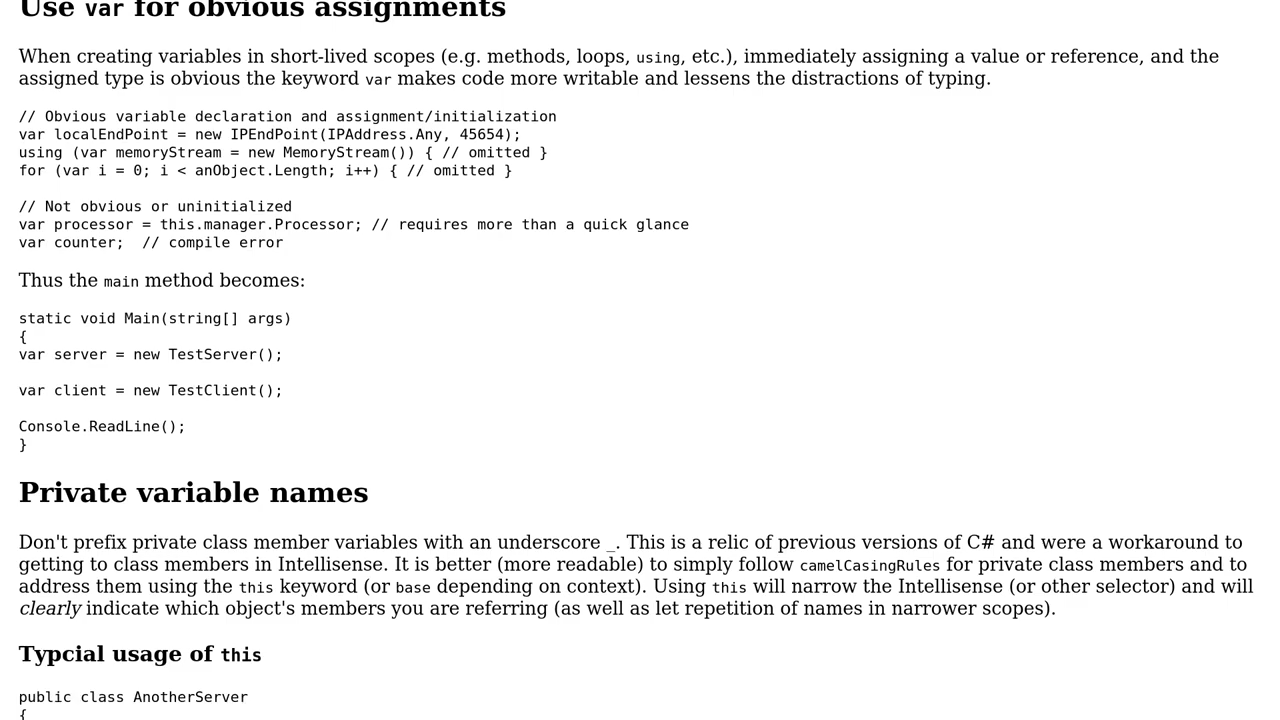 Use var for obvious assignments
When creating variables in short-lived scopes (e.g. methods, loops, using, etc.), immediately assigning a value or reference, and the
assigned type is obvious the keyword var makes code more writable and lessens the distractions of typing.
// Obvious variable declaration and assignment/initialization
var localEndPoint = new IPEndPoint(IPAddress.Any, 45654);
using (var memoryStream = new MemoryStream()) { // omitted }
for (var i = 0; i < anObject.Length; i++) { // omitted }
// Not obvious or uninitialized
var processor = this.manager.Processor; // requires more than a quick glance
var counter;  // compile error
Thus the main method becomes:
static void Main(string[] args)
{
var server = new TestServer();
var client = new TestClient();
Console.ReadLine();
}
Private variable names
Don't prefix private class member variables with an underscore _. This is a relic of previous versions of C# and were a workaround to
getting to class members in Intellisense. It is better (more readable) to simply follow camelCasingRules for private class members and to
address them using the this keyword (or base depending on context). Using this will narrow the Intellisense (or other selector) and will
clearly indicate which object's members you are referring (as well as let repetition of names in narrower scopes).
Typcial usage of this
public class AnotherServer
{